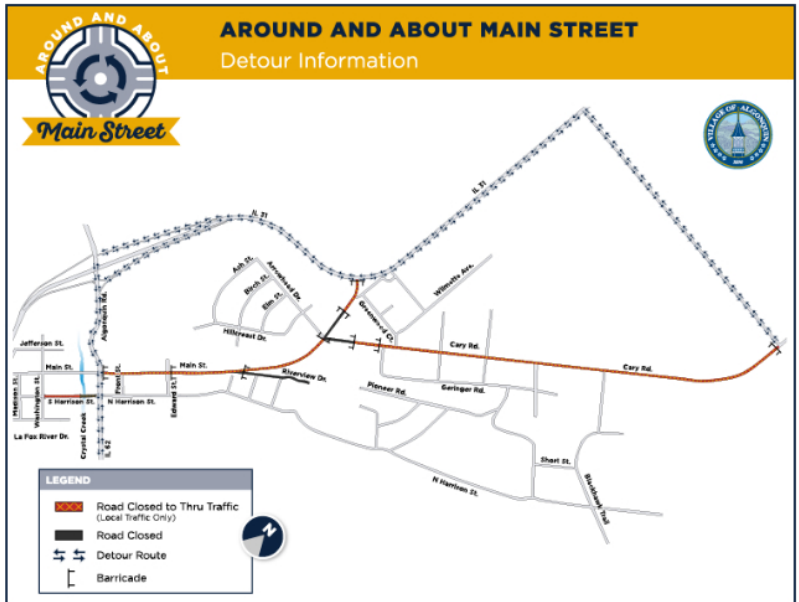 AROUND AND ABOUT MAIN STREET
Detour Information
AROUND AND ABOUT
Main Street
VILLAGE OF ALGONQUIN
IL 31
IL 31
Ash St.
Birch St.
Elm St.
Arrowhead Dr.
Hillcrest Dr.
Greenwood Ct.
Wilmette Ave.
Algonquin Rd.
Jefferson St.
Main St.
Main St.
Front St.
Edward St.
Riverview Dr.
Cary Rd.
Cary Rd.
Geringer Rd.
Pioneer Rd.
Madison St.
Washington St.
S Harrison St.
N Harrison St.
La Fox River Dr.
Crystal Creek
IL 62
N Harrison St.
Short St.
Blackhawk Trail
LEGEND
Road Closed to Thru Traffic
(Local Traffic Only)
Road Closed
Detour Route
Barricade
N